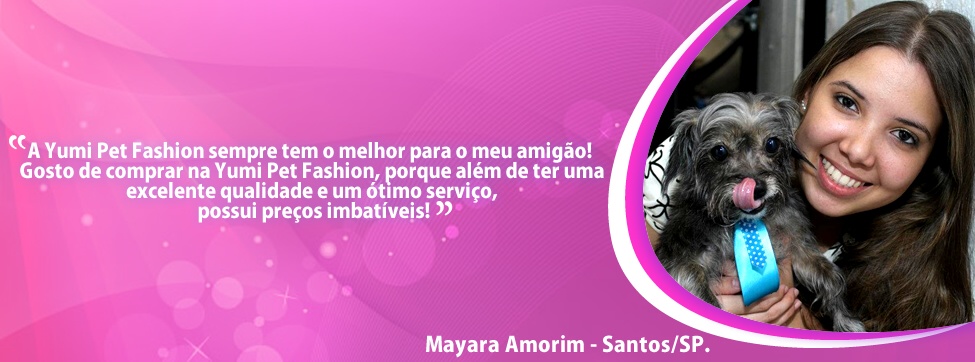 “A Yumi Pet Fashion sempre tem o melhor para o meu amigão!
Gosto de comprar na Yumi Pet Fashion, porque além de ter uma
excelente qualidade e um ótimo serviço,
possui preços imbatíveis! ”
Mayara Amorim - Santos/SP.